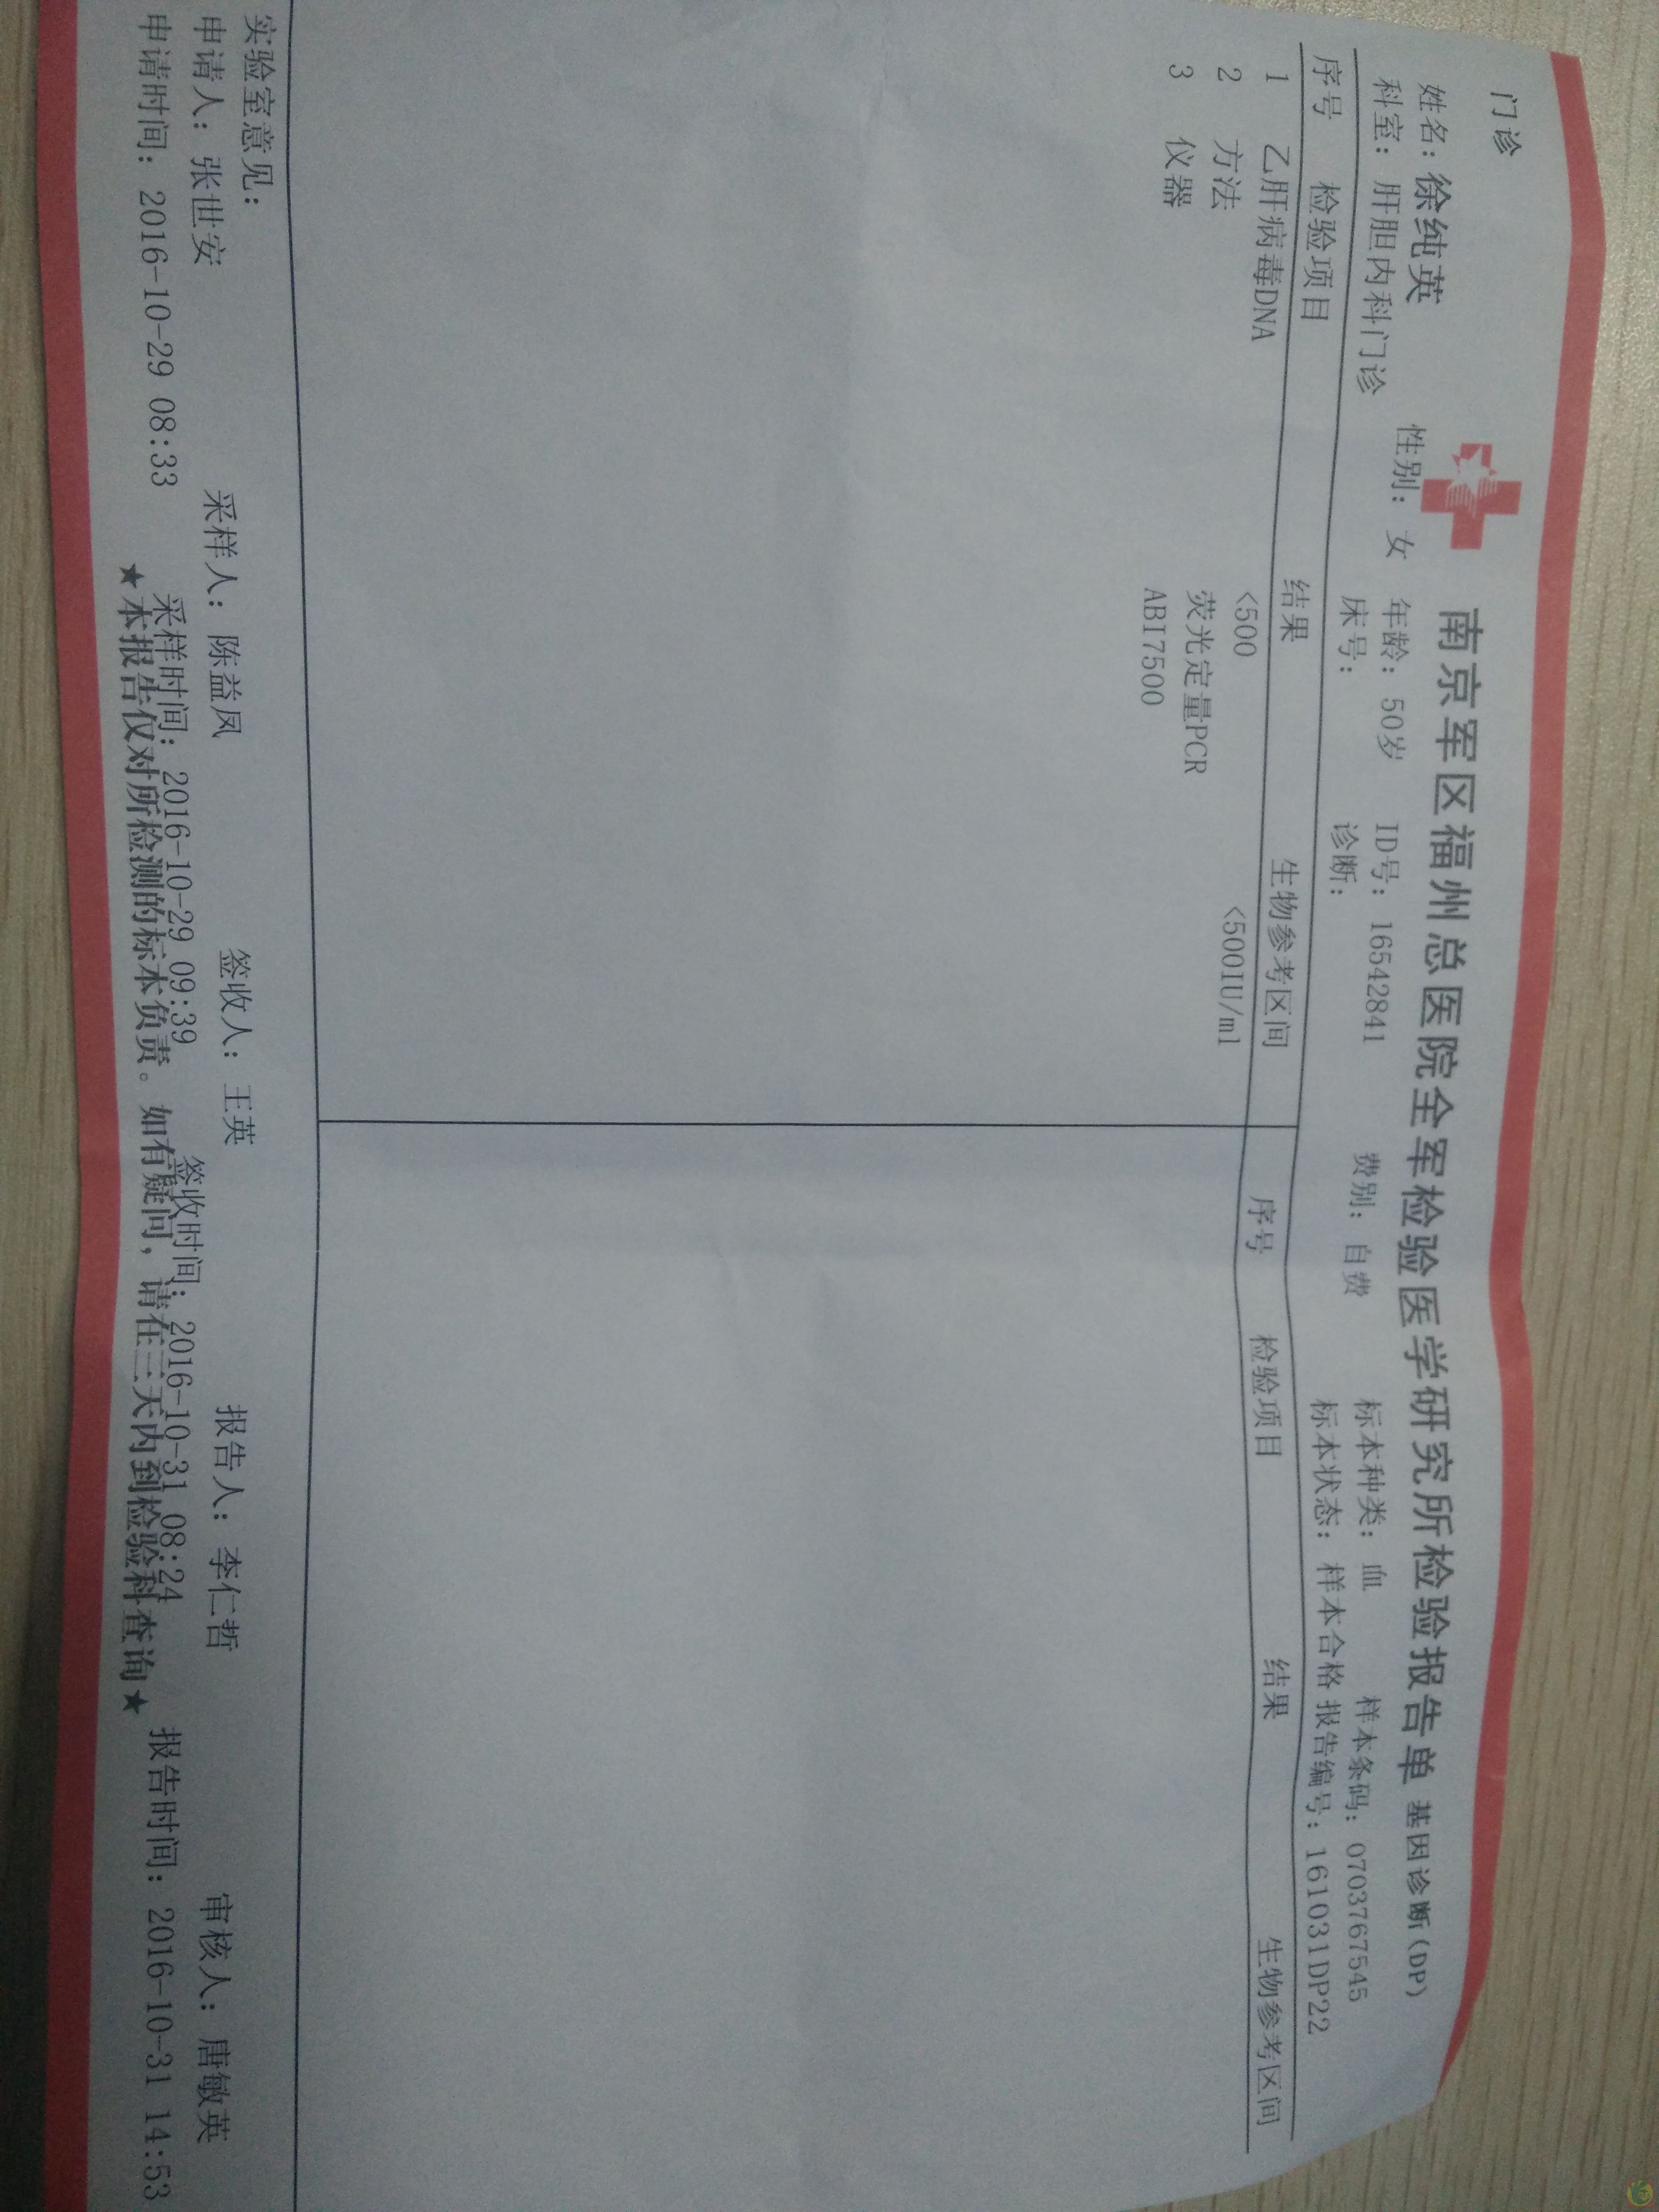 门诊
南京军区福州总医院全军检验医学研究所检验报告单 基因诊断(DP)
姓名: 徐纯英 性别: 女 年龄: 50岁 ID号: 16542841 费别: 自费 标本种类: 血 样本条码: 0703767545
科室: 肝胆内科门诊 床号: 诊断: 标本状态: 样本合格 报告编号: 161031DP22
序号 检验项目 结果 生物参考区间 序号 检验项目 结果 生物参考区间
1 乙肝病毒DNA <500 <500IU/ml
2 方法 荧光定量PCR
3 仪器 ABI7500
实验室意见:
申请人: 张世安 采样人: 陈益凤 签收人: 王英 报告人: 李仁哲 审核人: 唐敏英
申请时间: 2016-10-29 08:33 采样时间: 2016-10-29 09:39 签收时间: 2016-10-31 08:24 报告时间: 2016-10-31 14:53
★本报告仅对所检测的标本负责。如有疑问，请在三天内到检验科查询★